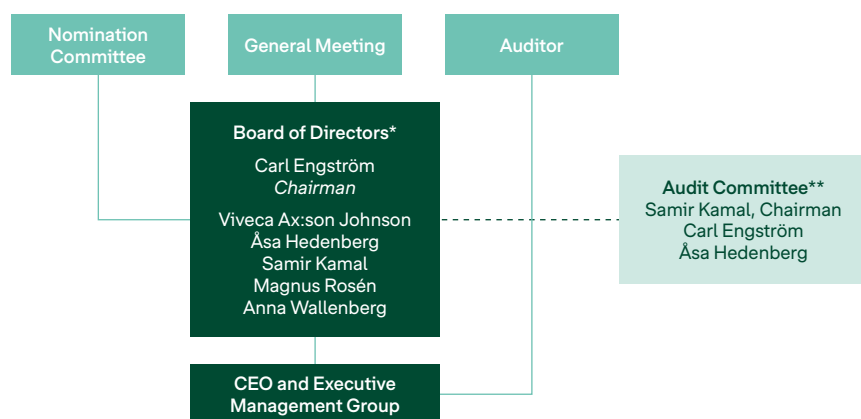 Nomination
Committee
General Meeting
Auditor
Board of Directors*
Carl Engström
Chairman
Viveca Ax:son Johnson
Åsa Hedenberg
Samir Kamal
Magnus Rosén
Anna Wallenberg
Audit Committee**
Samir Kamal, Chairman
Carl Engström
Åsa Hedenberg
CEO and Executive
Management Group